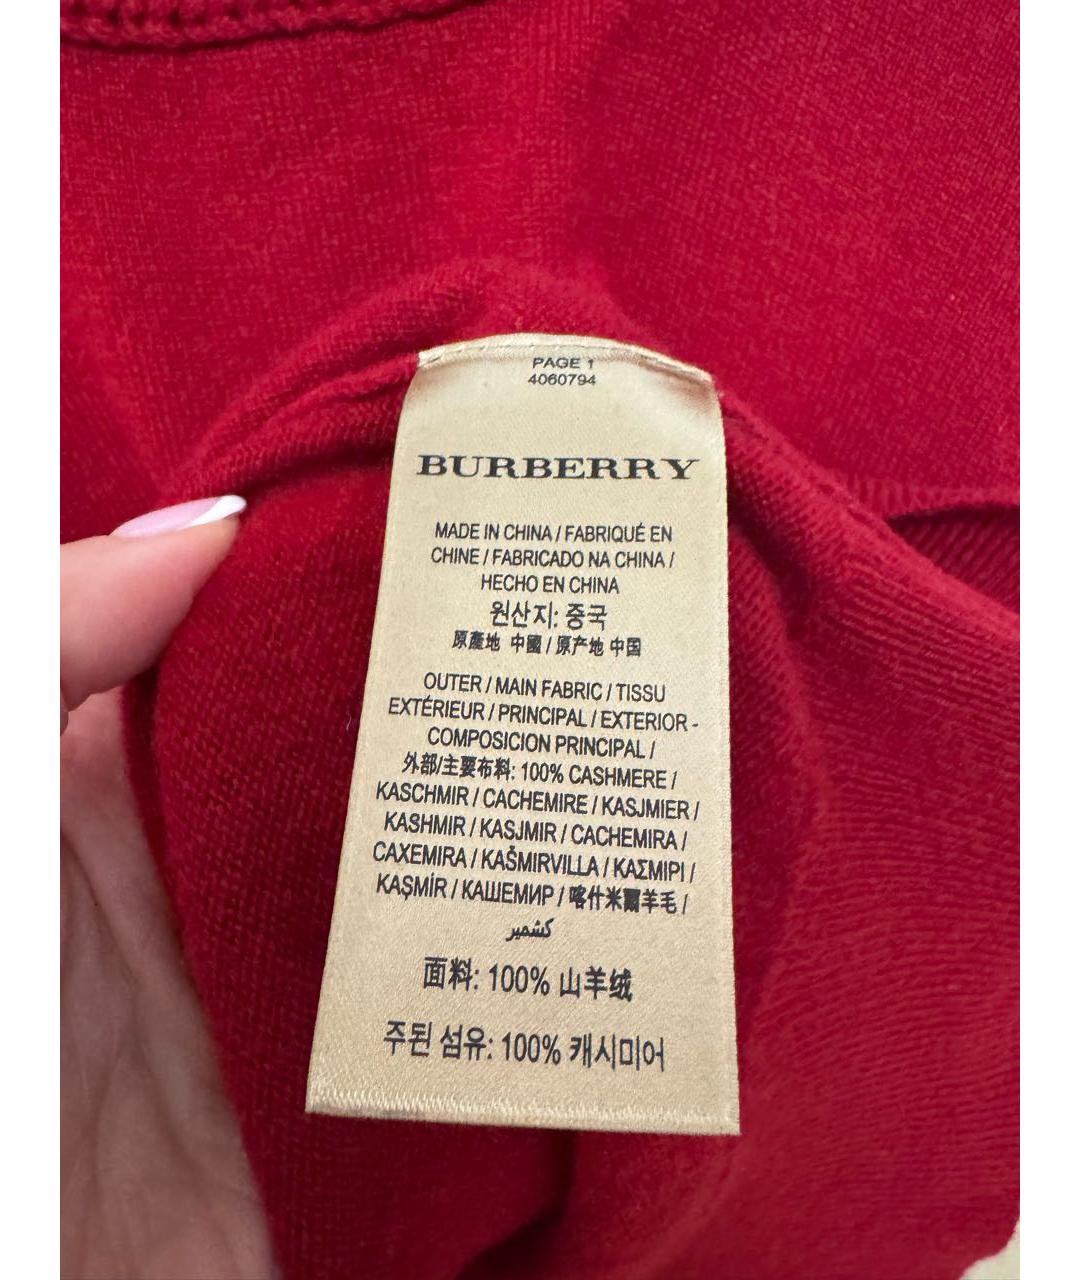 PAGE 1
4060794
BURBERRY
MADE IN CHINA / FABRIQUÉ EN
CHINE / FABRICADO NA CHINA /
HECHO EN CHINA
원산지: 중국
原產地 中國 / 原产地 中国
OUTER / MAIN FABRIC / TISSU
EXTÉRIEUR / PRINCIPAL / EXTERIOR -
COMPOSICION PRINCIPAL /
外部/主要布料: 100% CASHMERE /
KASCHMIR / CACHEMIRE / KASJMIER /
KASHMIR / KASJMIR / CACHEMIRA /
CAXEMIRA / KAŠMIRVILLA / ΚΑΣΜΙΡΙ /
KAŞMİR / КАШЕМИР / 喀什米爾羊毛 /
كشمير
面料: 100% 山羊绒
주된 섬유: 100% 캐시미어